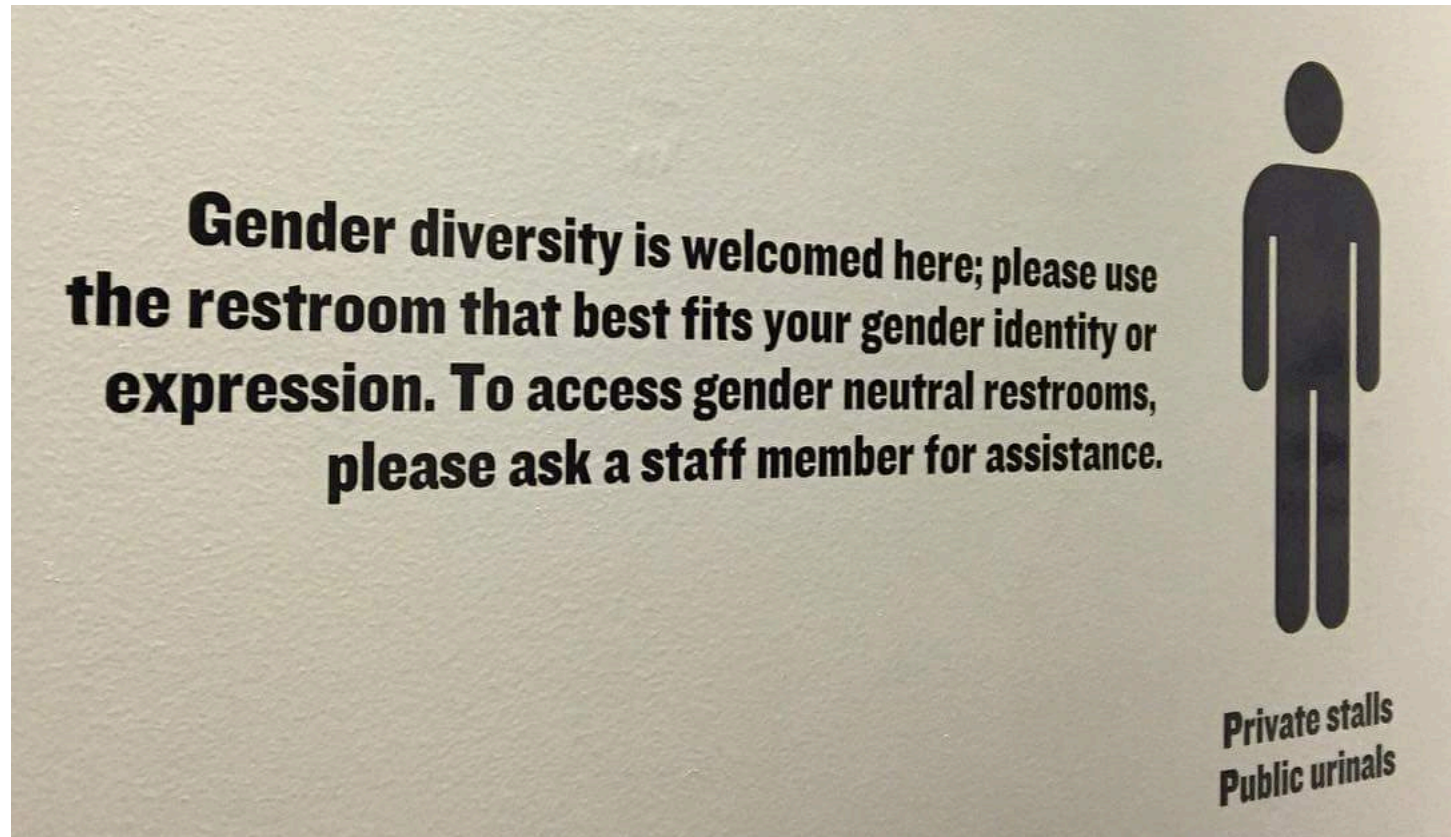 Gender diversity is welcomed here; please use
the restroom that best fits your gender identity or
expression. To access gender neutral restrooms,
please ask a staff member for assistance.
Private stalls
Public urinals